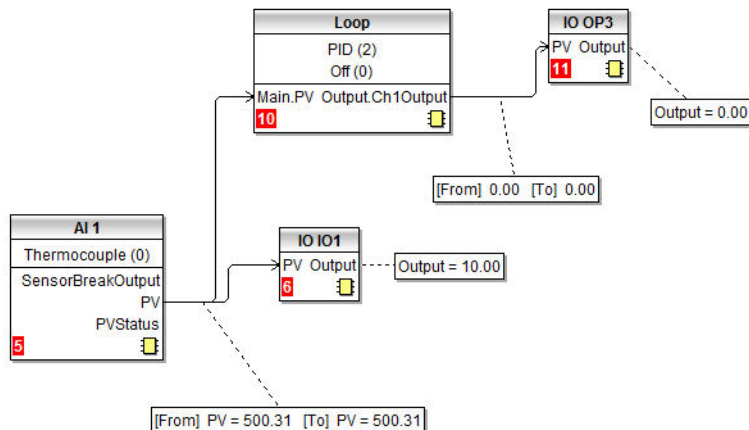 Loop
PID (2)
Off (0)
Main.PV Output.Ch1Output
10
IO OP3
PV Output
11
Output = 0.00
[From] 0.00 [To] 0.00
AI 1
Thermocouple (0)
SensorBreakOutput
PV
PVStatus
5
IO IO1
PV Output
6
Output = 10.00
[From] PV = 500.31 [To] PV = 500.31